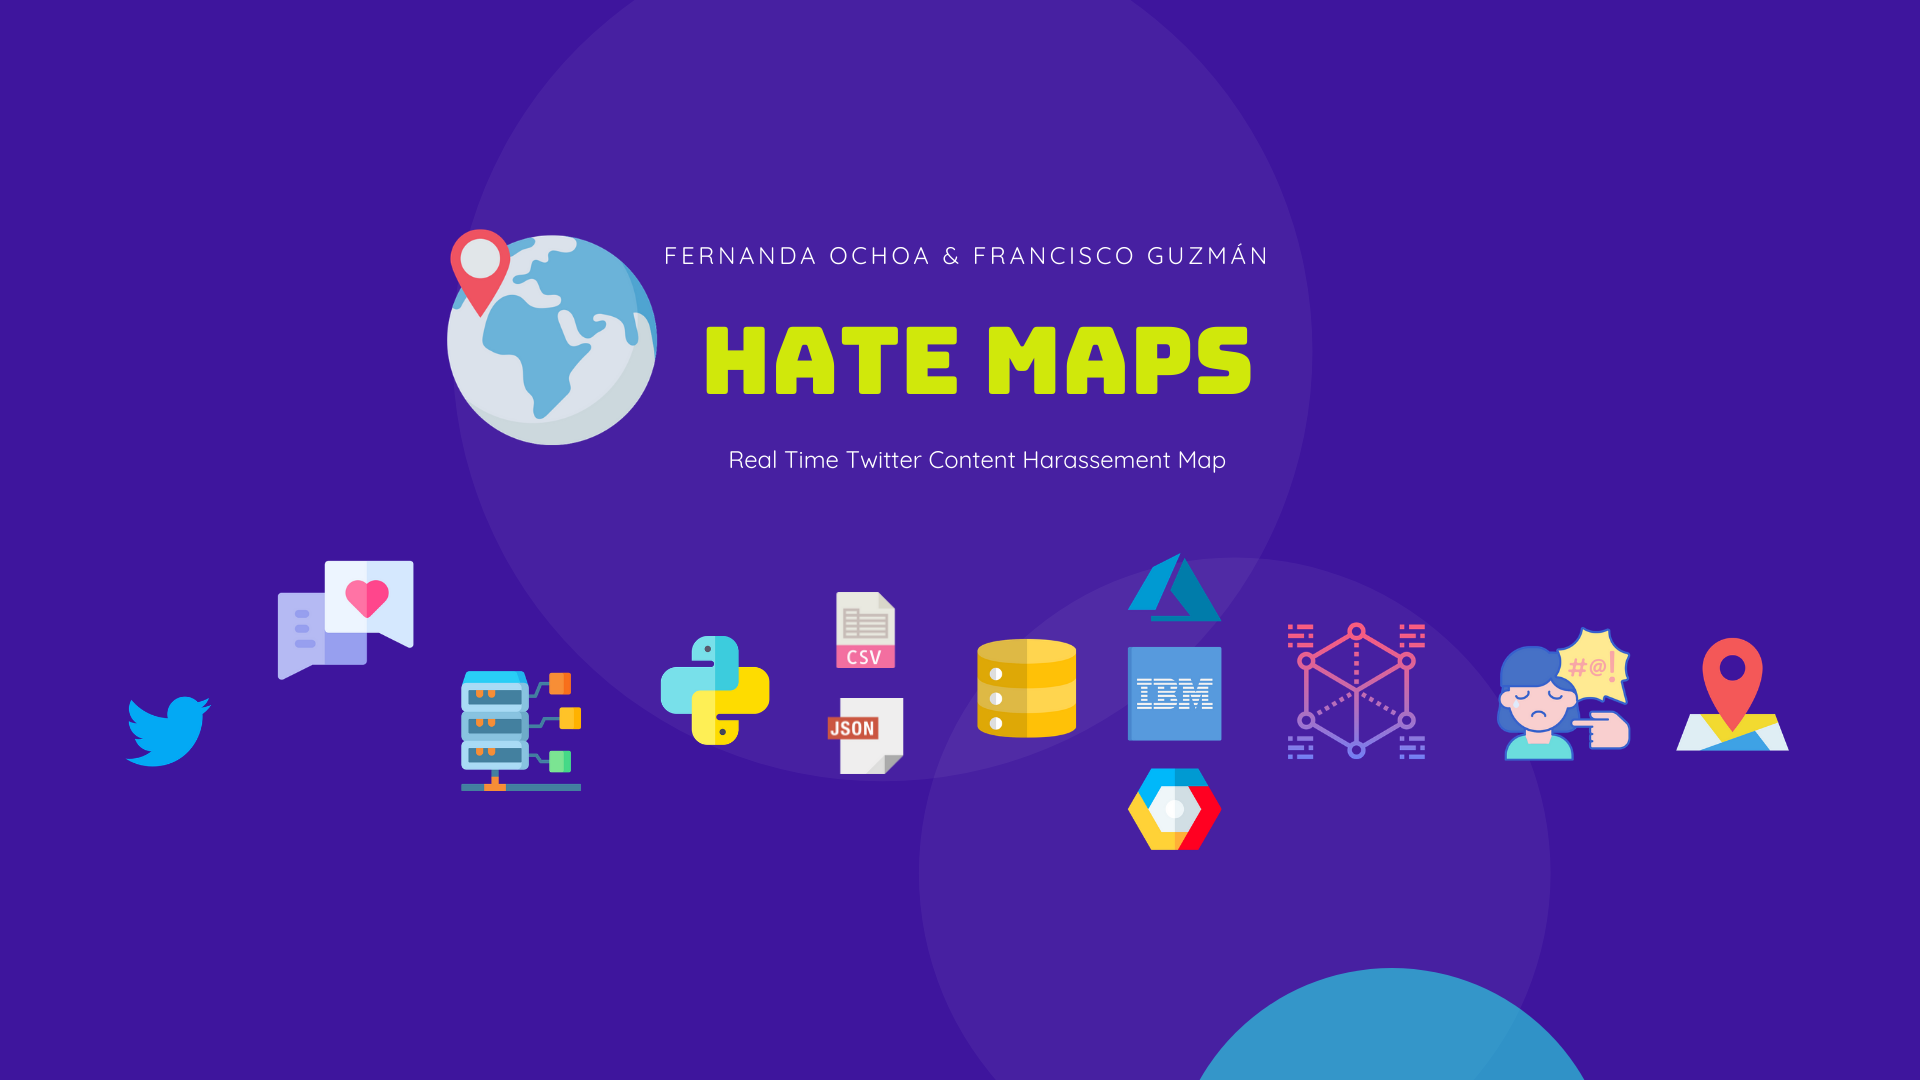 FERNANDA OCHOA & FRANCISCO GUZMÁN
HATE MAPS
Real Time Twitter Content Harassement Map
CSV
JSON
IBM
#@!